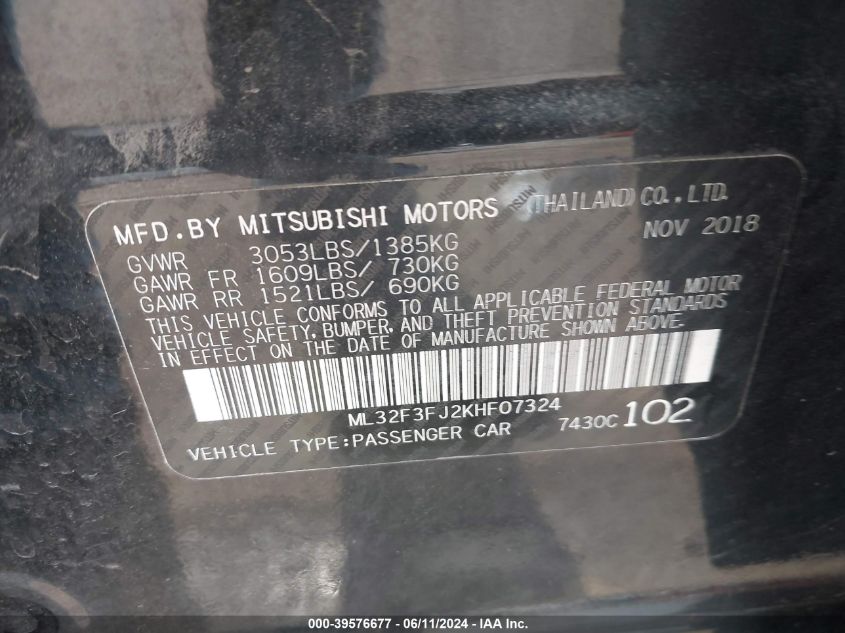 MFD.BY MITSUBISHI MOTORS (THAILAND) CO.,LTD.
NOV 2018
GVWR 3053LBS/1385KG
GAWR FR 1609LBS/ 730KG
GAWR RR 1521LBS/ 690KG
THIS VEHICLE CONFORMS TO ALL APPLICABLE FEDERAL MOTOR
VEHICLE SAFETY, BUMPER, AND THEFT PREVENTION STANDARDS
IN EFFECT ON THE DATE OF MANUFACTURE SHOWN ABOVE.
ML32F3FJ2KHF07324
VEHICLE TYPE:PASSENGER CAR 7430C 102
000-39576677 - 06/11/2024 - IAA Inc.